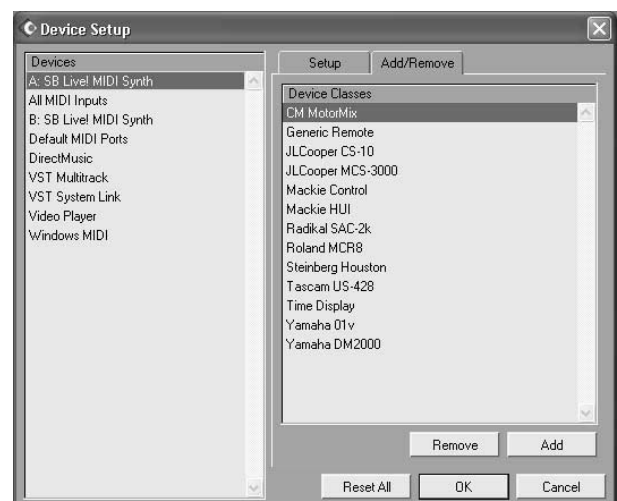 Device Setup
Devices
A: SB Live! MIDI Synth
All MIDI Inputs
B: SB Live! MIDI Synth
Default MIDI Ports
DirectMusic
VST Multitrack
VST System Link
Video Player
Windows MIDI
Setup
Add/Remove
Device Classes
CM MotorMix
Generic Remote
JLCooper CS-10
JLCooper MCS-3000
Mackie Control
Mackie HUI
Radikal SAC-2k
Roland MCR8
Steinberg Houston
Tascam US-428
Time Display
Yamaha 01v
Yamaha DM2000
Remove
Add
Reset All
OK
Cancel